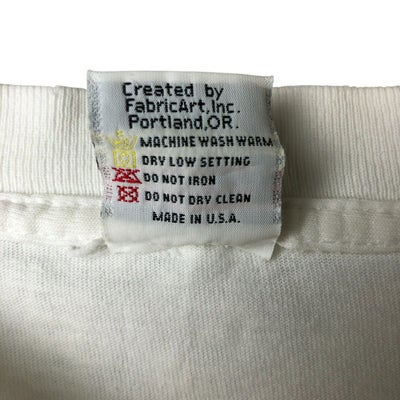 Created by
FabricArt, Inc.
Portland, OR.
MACHINE WASH WARM
DRY LOW SETTING
DO NOT IRON
DO NOT DRY CLEAN
MADE IN U.S.A.